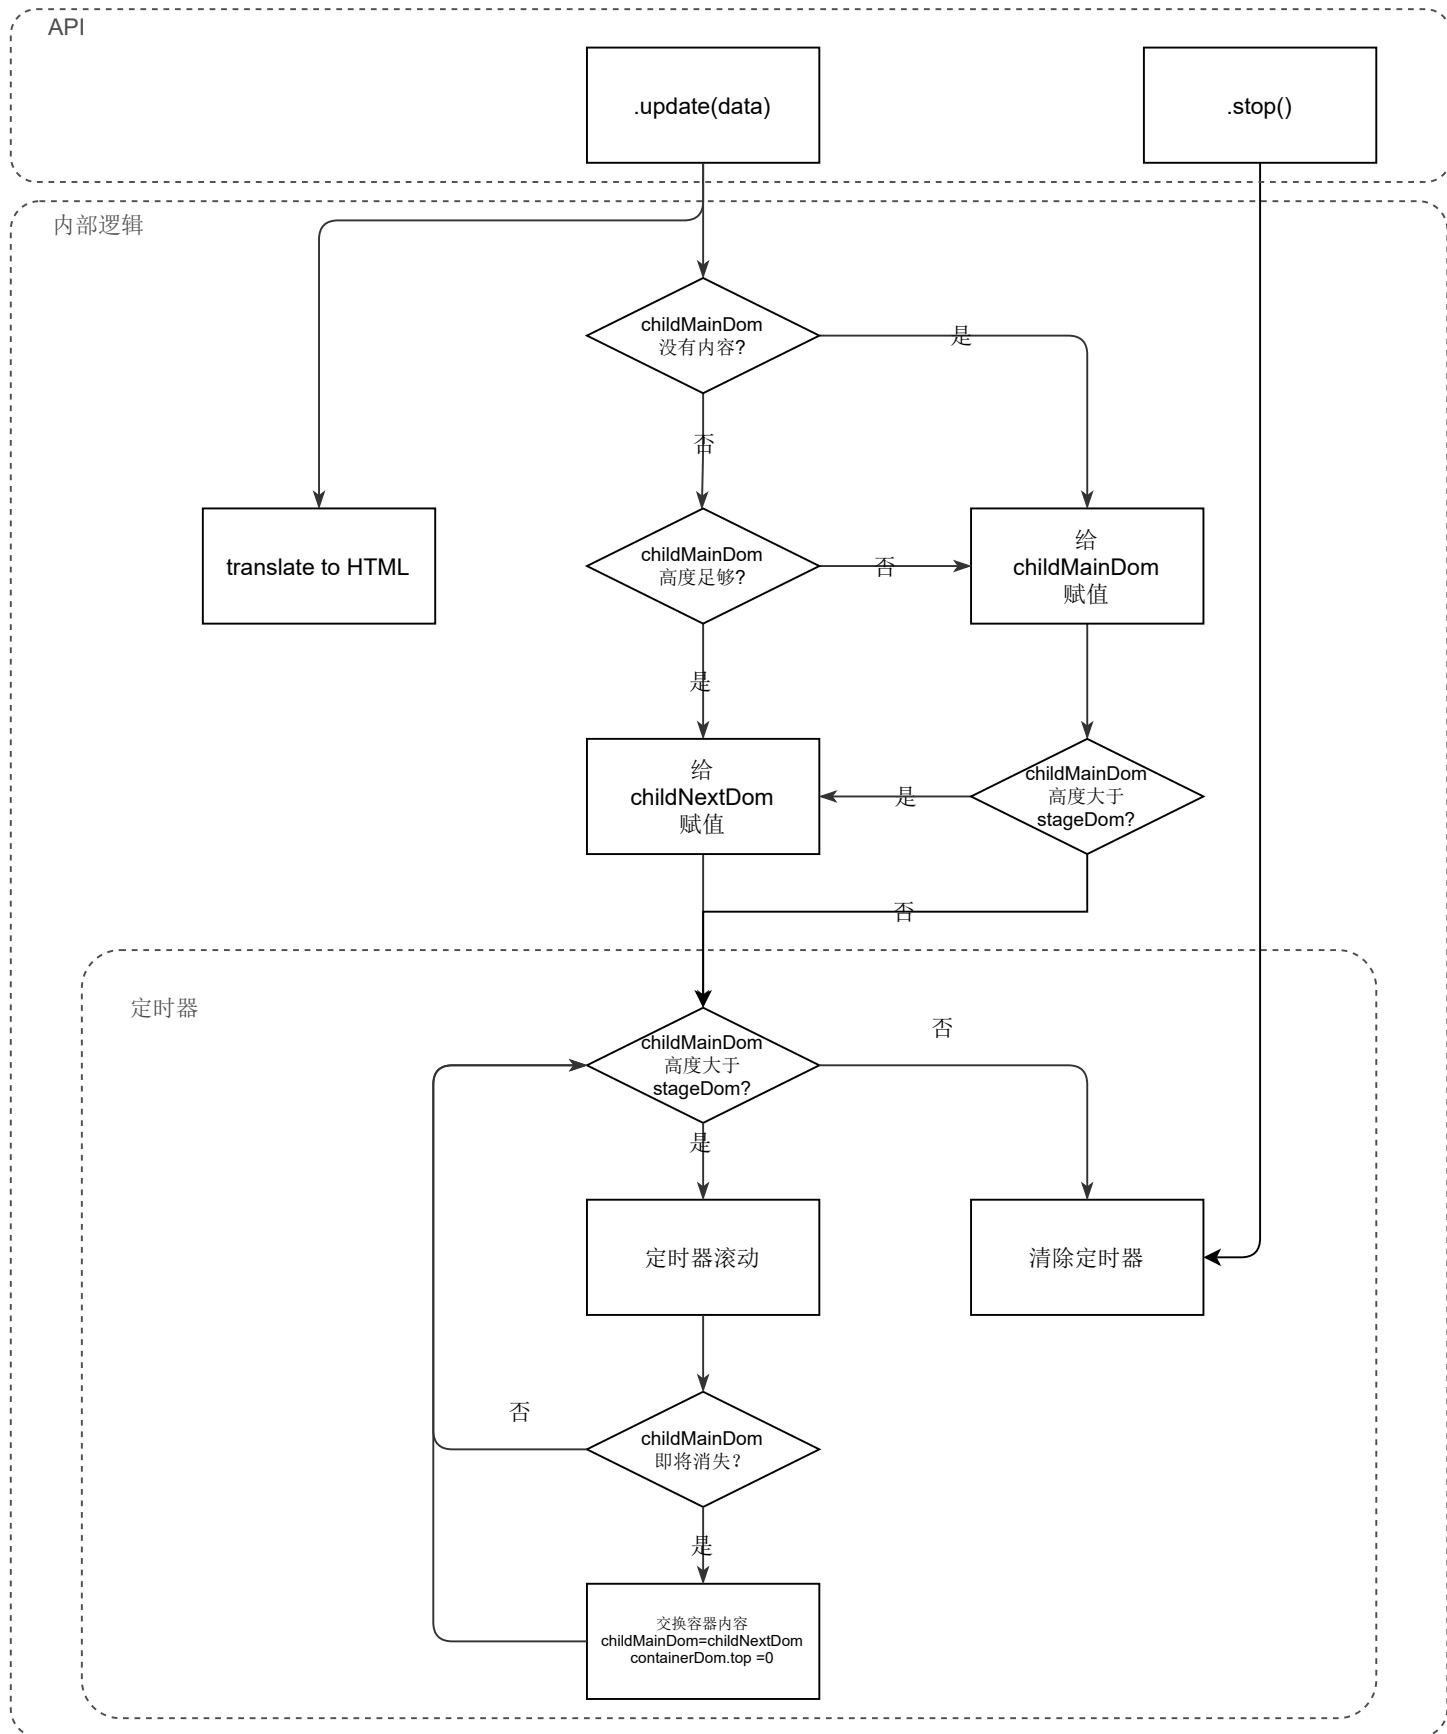 API
.update(data)
.stop()
内部逻辑
childMainDom
没有内容?
是
否
translate to HTML
childMainDom
高度足够?
否
给
childMainDom
赋值
是
给
childNextDom
赋值
是
childMainDom
高度大于
stageDom?
否
定时器
childMainDom
高度大于
stageDom?
否
是
定时器滚动
清除定时器
否
childMainDom
即将消失?
是
交换容器内容
childMainDom=childNextDom
containerDom.top =0